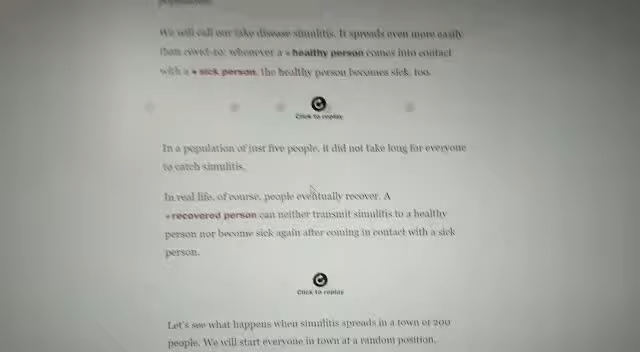 We will call our fake disease simulitis. It spreads even more easily
than covid-19: whenever a healthy person comes into contact
with a sick person, the healthy person becomes sick, too.
Click to replay
In a population of just five people, it did not take long for everyone
to catch simulitis.
In real life, of course, people eventually recover. A
recovered person can neither transmit simulitis to a healthy
person nor become sick again after coming in contact with a sick
person.
Click to replay
Let's see what happens when simulitis spreads in a town of 200
people. We will start everyone in town at a random position,